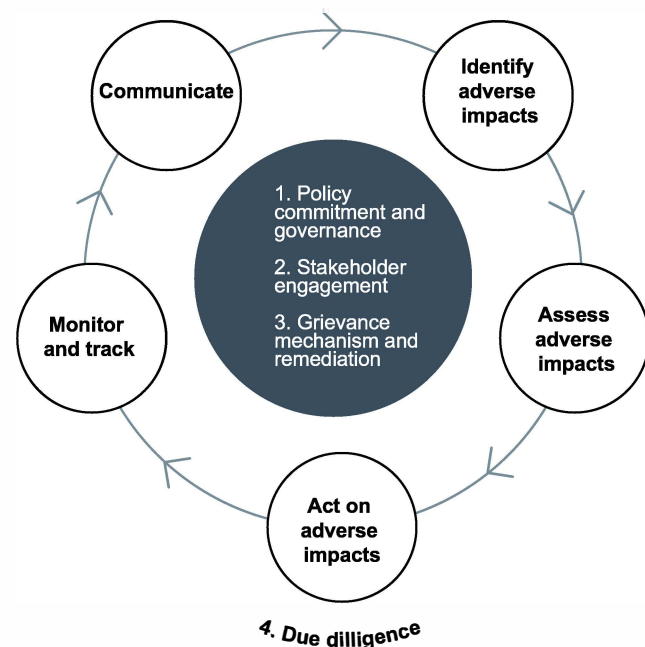 Communicate
Identify
adverse
impacts
1. Policy
commitment and
governance
2. Stakeholder
engagement
3. Grievance
mechanism and
remediation
Monitor
and track
Assess
adverse
impacts
Act on
adverse
impacts
4. Due dilligence